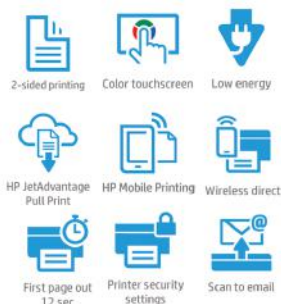 2-sided printing
Color touchscreen
Low energy
HP JetAdvantage
Pull Print
HP Mobile Printing
Wireless direct
@
First page out
12 sec
Printer security
settings
Scan to email